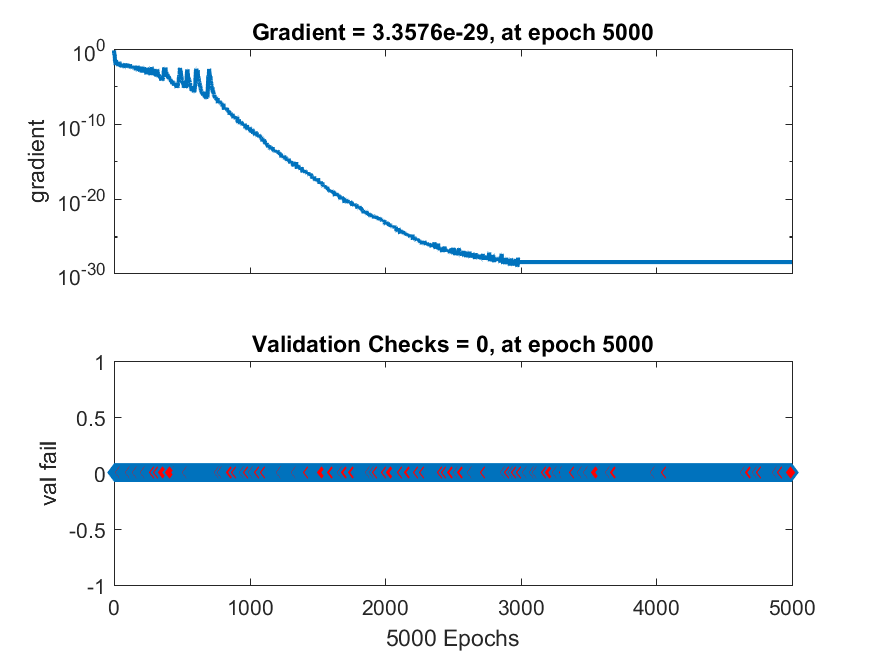 Gradient = 3.3576e-29, at epoch 5000
10^0
10^-10
10^-20
10^-30
gradient
Validation Checks = 0, at epoch 5000
1
0.5
0
-0.5
-1
val fail
0 1000 2000 3000 4000 5000
5000 Epochs